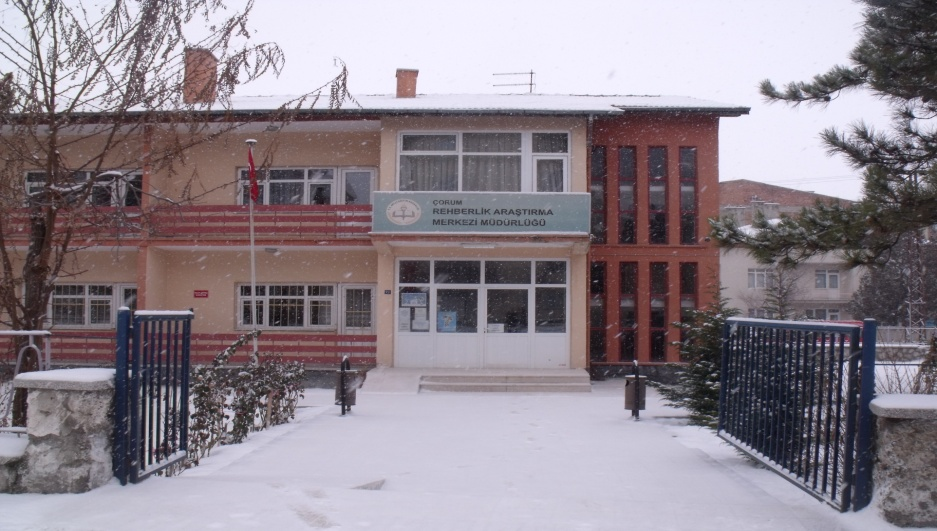 ÇORUM
REHBERLİK ARAŞTIRMA
MERKEZİ MÜDÜRLÜĞÜ